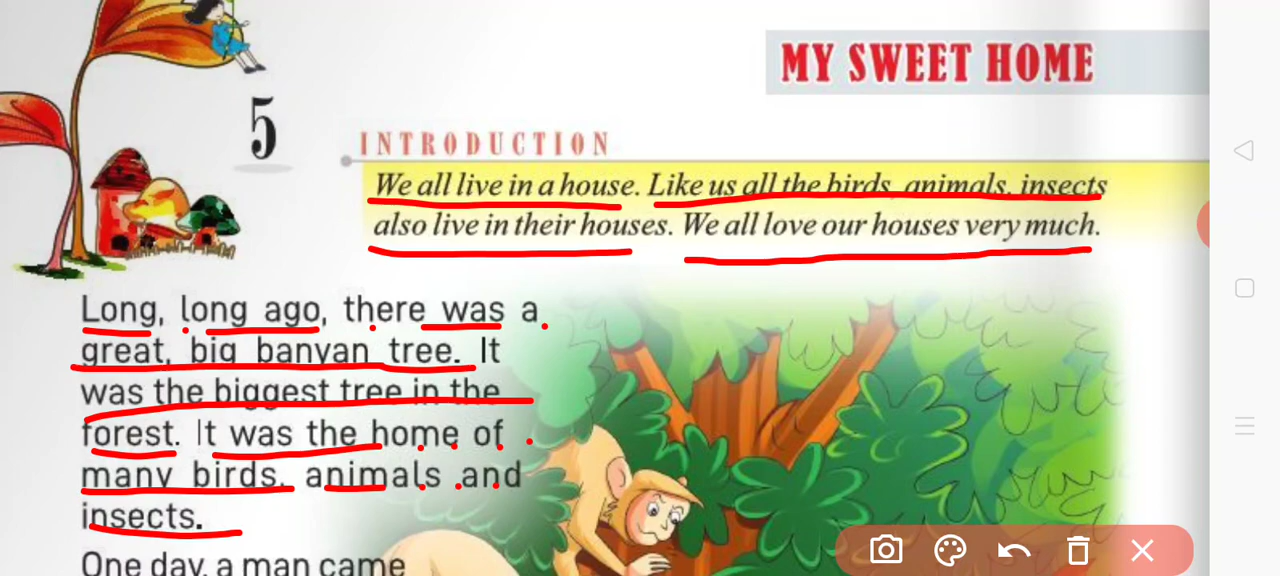 MY SWEET HOME
5
INTRODUCTION
We all live in a house. Like us all the birds, animals, insects
also live in their houses. We all love our houses very much.
Long, long ago, there was a
great, big banyan tree. It
was the biggest tree in the
forest. It was the home of
many birds, animals and
insects.
One day, a man came